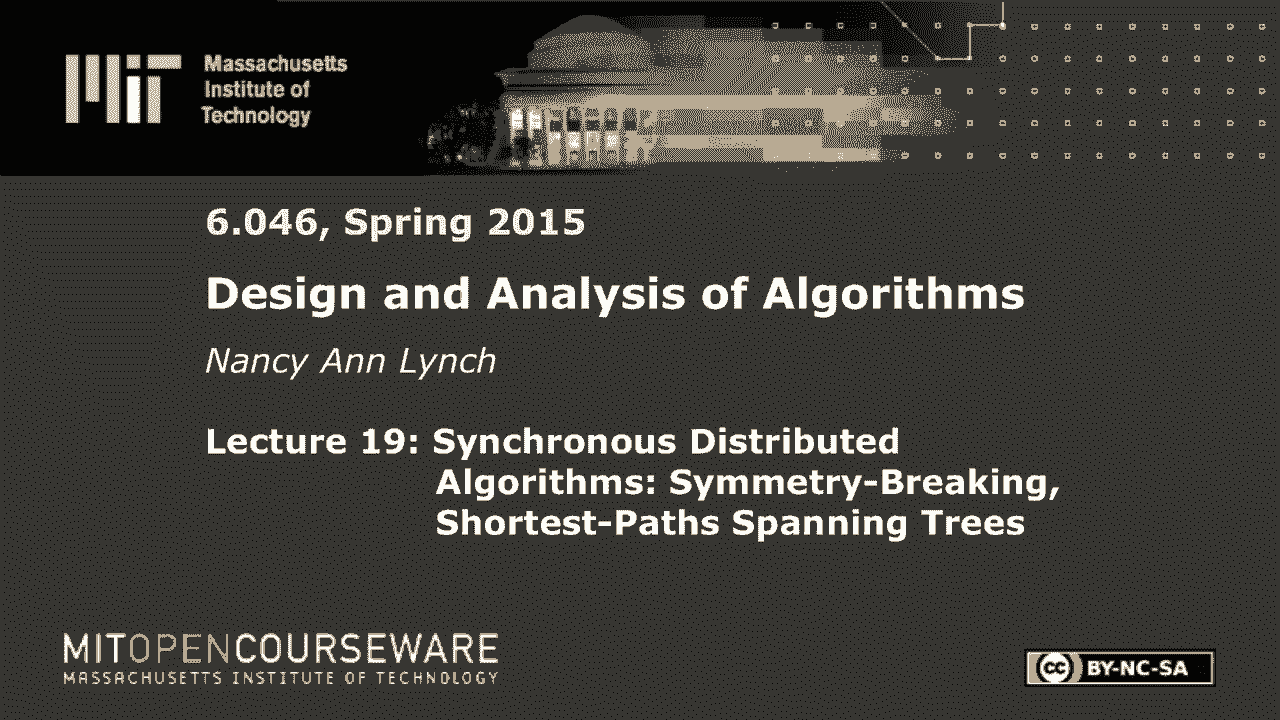 Massachusetts
Institute of
Technology
6.046, Spring 2015
Design and Analysis of Algorithms
Nancy Ann Lynch
Lecture 19: Synchronous Distributed
Algorithms: Symmetry-Breaking,
Shortest-Paths Spanning Trees
MITOPENCOURSEWARE
MASSACHUSETTS INSTITUTE OF TECHNOLOGY
cc BY-NC-SA